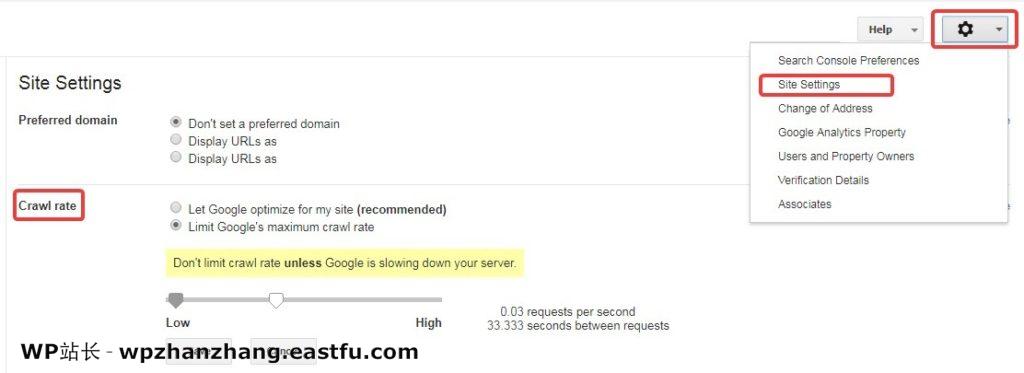 Help
Search Console Preferences
Site Settings
Change of Address
Google Analytics Property
Users and Property Owners
Verification Details
Associates
Site Settings
Preferred domain
Don't set a preferred domain
Display URLs as
Display URLs as
Crawl rate
Let Google optimize for my site (recommended)
Limit Google's maximum crawl rate
Don't limit crawl rate unless Google is slowing down your server.
Low High
0.03 requests per second
33.333 seconds between requests
WP站长 - wpzhanzhang.eastfu.com